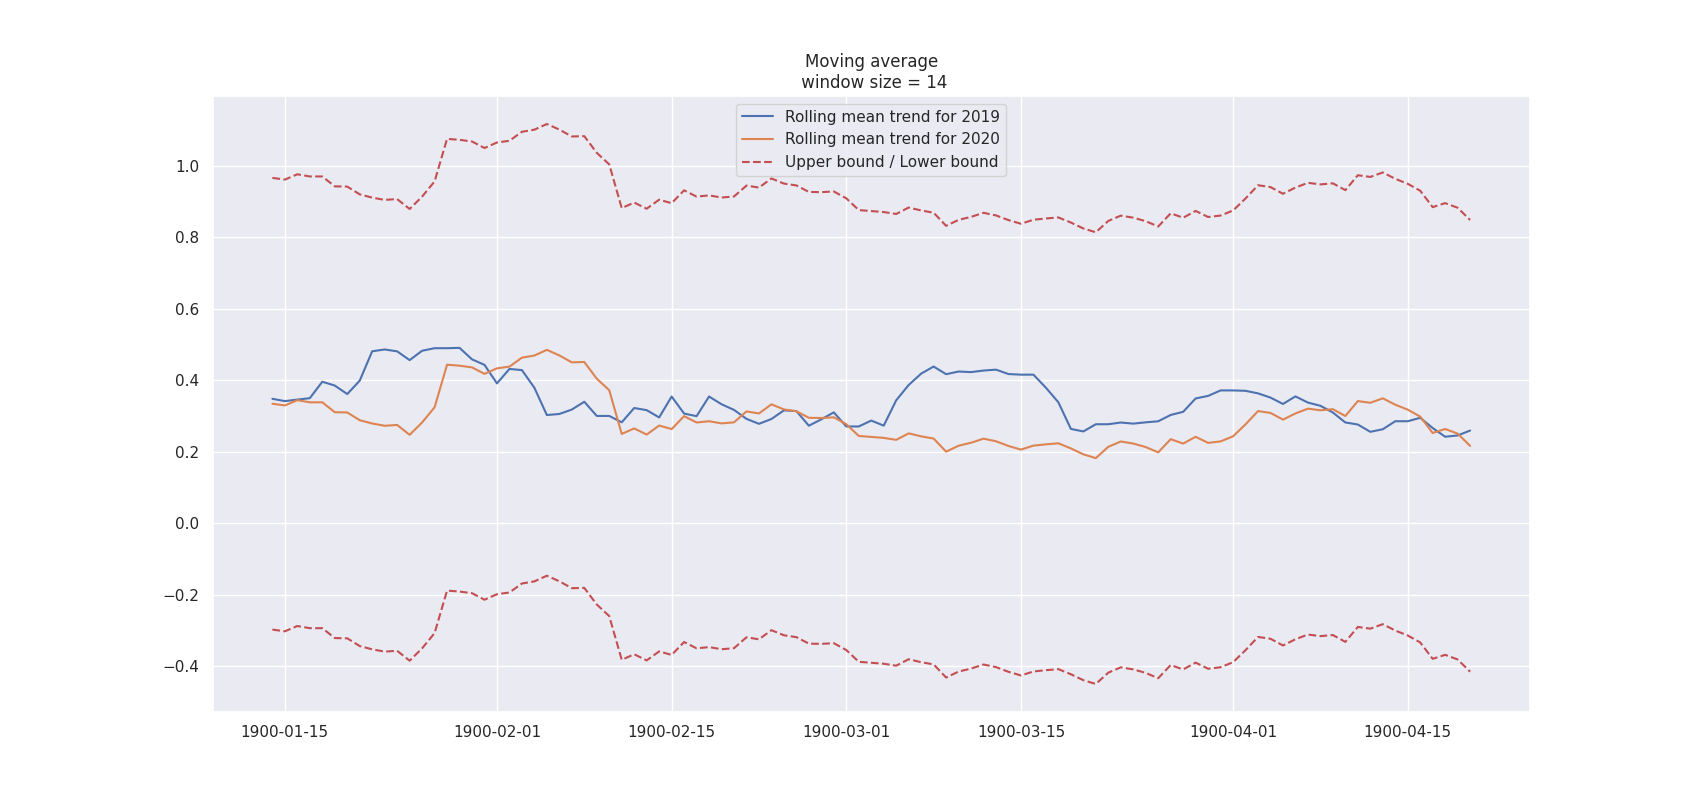 Moving average
window size = 14
Rolling mean trend for 2019
Rolling mean trend for 2020
Upper bound / Lower bound
1.0
0.8
0.6
0.4
0.2
0.0
−0.2
−0.4
1900-01-15 1900-02-01 1900-02-15 1900-03-01 1900-03-15 1900-04-01 1900-04-15